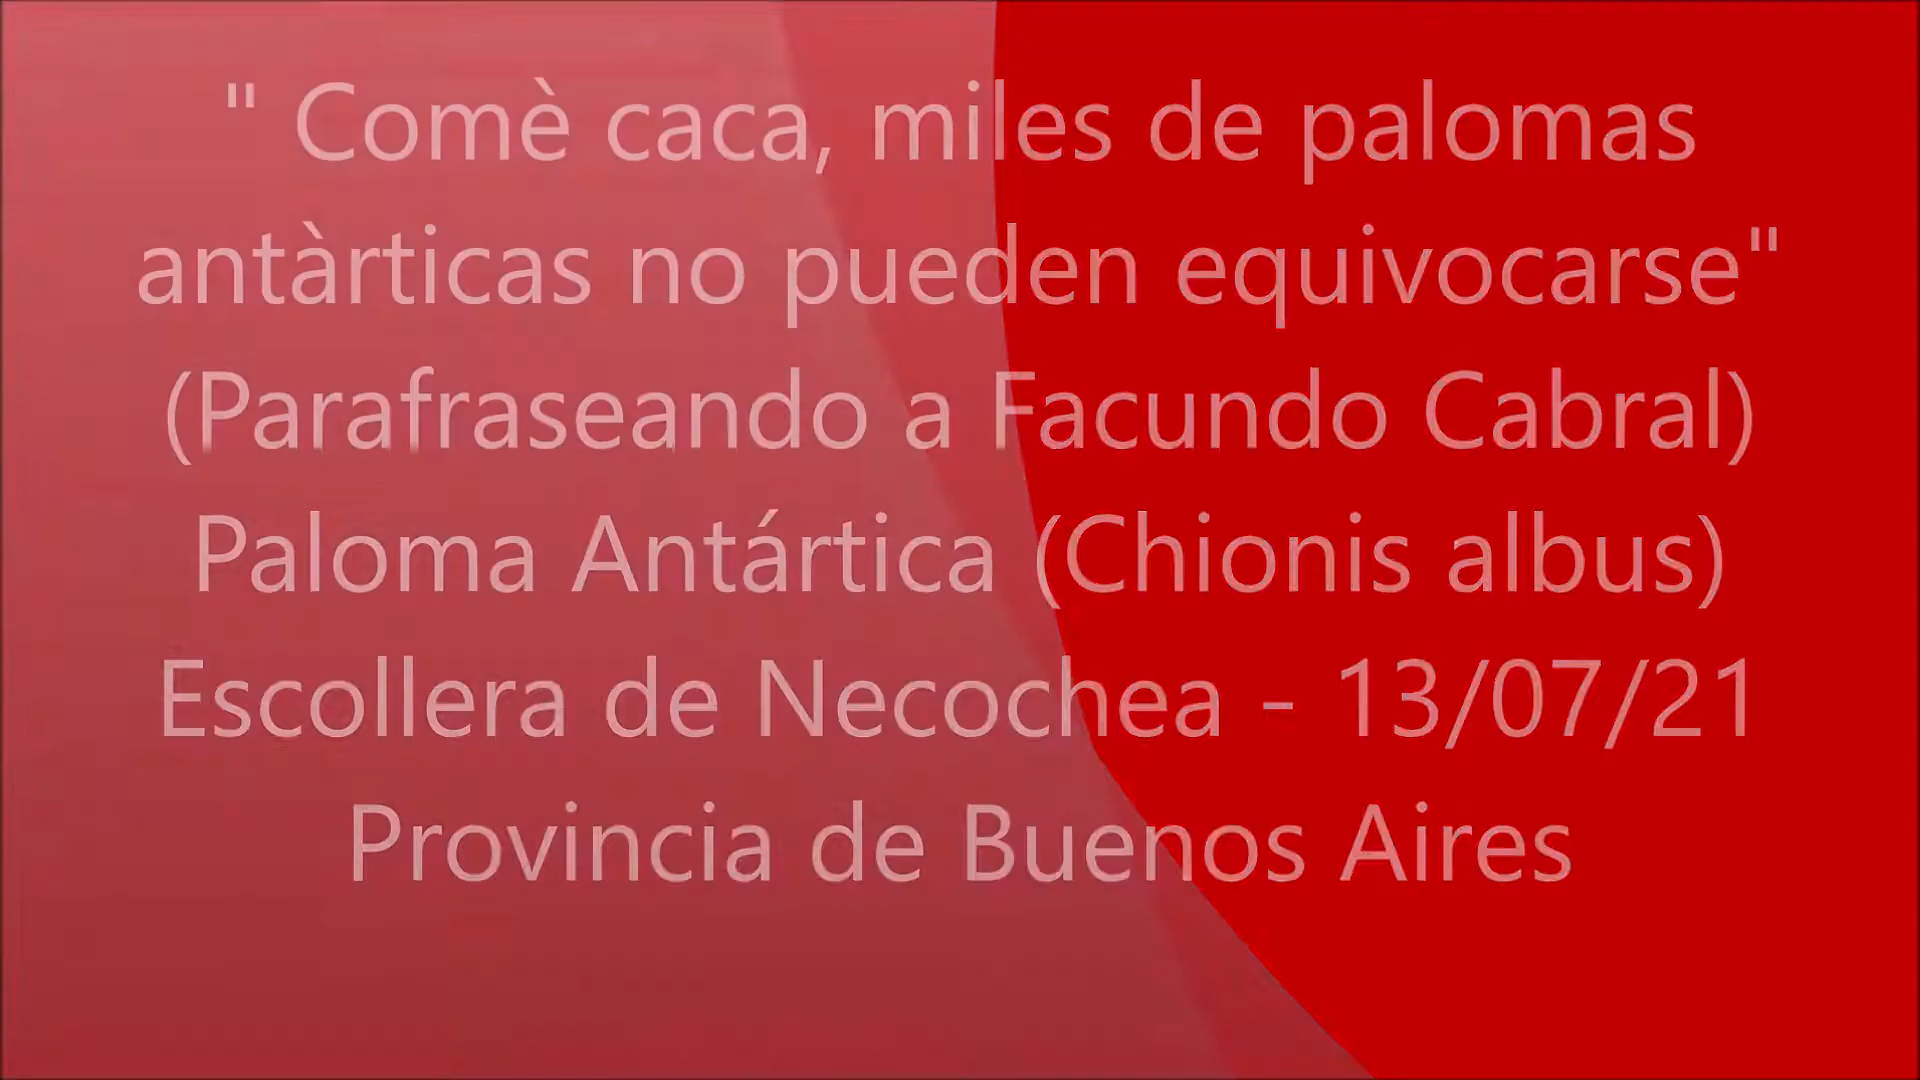 " Comè caca, miles de palomas
antàrticas no pueden equivocarse"
(Parafraseando a Facundo Cabral)
Paloma Antártica (Chionis albus)
Escollera de Necochea - 13/07/21
Provincia de Buenos Aires